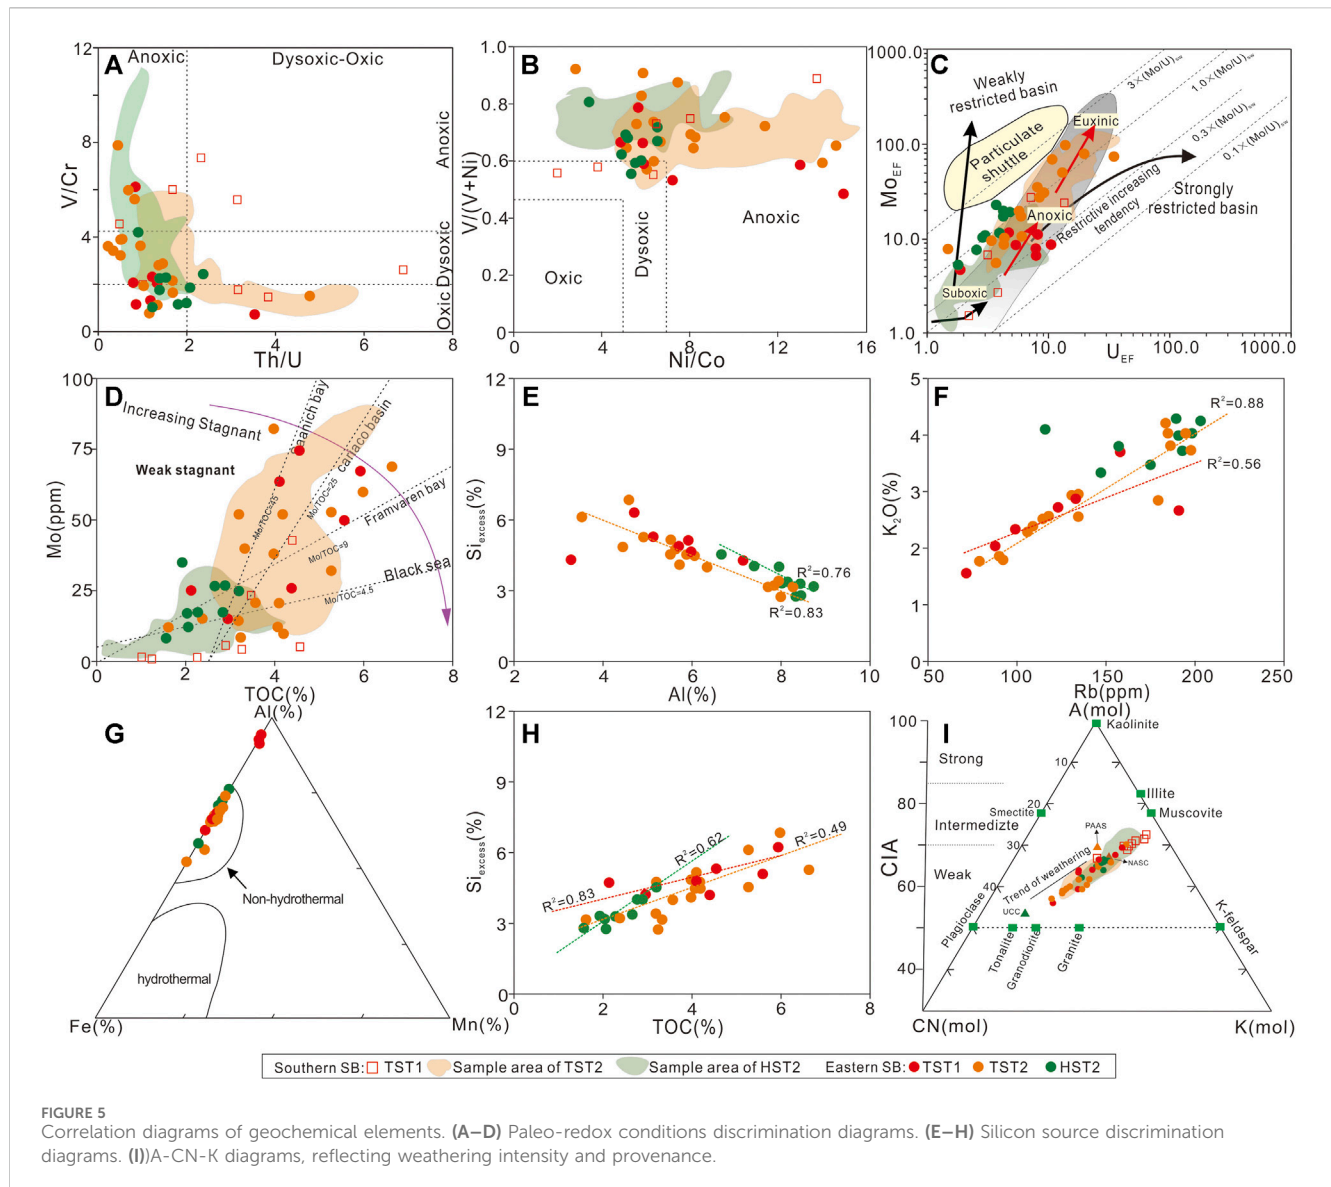 A
Anoxic
Dysoxic-Oxic
12
8
4
0
V/Cr
Anoxic
Dysoxic
Oxic
0
2
4
6
8
Th/U
B
1.0
0.8
0.6
0.4
0.2
0
V/(V+Ni)
Oxic
Dysoxic
Anoxic
0
4
8
12
16
Ni/Co
C
1000.0
100.0
10.0
1.0
MoEF
Weakly
restricted basin
Particulate
shuttle
Euxinic
Anoxic
Suboxic
Restrictive increasing
tendency
Strongly
restricted basin
3×(Mo/U)sw
1.0×(Mo/U)sw
0.3×(Mo/U)sw
0.1×(Mo/U)sw
1.0
10.0
100.0
1000.0
UEF
D
100
75
50
25
0
Mo(ppm)
Increasing Stagnant
Weak stagnant
saanich bay
cariaco basin
Framvaren bay
Black sea
Mo/TOC=45
Mo/TOC=25
Mo/TOC=9
Mo/TOC=4.5
0
2
4
6
8
TOC(%)
E
12
9
6
3
0
Siexcess(%)
R²=0.76
R²=0.83
2
4
6
8
10
Al(%)
F
5
4
3
2
1
0
K2O(%)
R²=0.88
R²=0.56
50
100
150
200
250
Rb(ppm)
G
Al(%)
Non-hydrothermal
hydrothermal
Fe(%)
Mn(%)
H
12
9
6
3
0
Siexcess(%)
R²=0.83
R²=0.62
R²=0.49
0
2
4
6
8
TOC(%)
I
A(mol)
100
80
70
60
40
CIA
Strong
Intermedizte
Weak
Kaolinite
10
20
30
40
Illite
Muscovite
Smectite
PAAS
NASC
UCC
Trend of weathering
Plagioclase
K-feldspar
Tonalite
Granodiorite
Granite
CN(mol)
K(mol)
Southern SB: TST1 Sample area of TST2 Sample area of HST2 Eastern SB: TST1 TST2 HST2
FIGURE 5
Correlation diagrams of geochemical elements. (A–D) Paleo-redox conditions discrimination diagrams. (E–H) Silicon source discrimination
diagrams. (I))A-CN-K diagrams, reflecting weathering intensity and provenance.